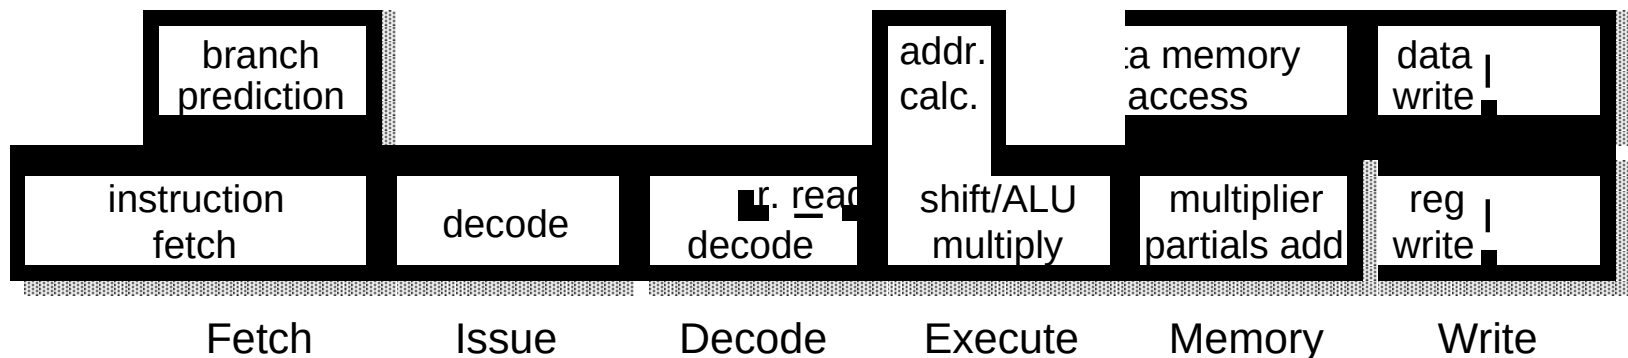 branch
prediction
addr.
calc.
memory
access
data
write
instruction
fetch
decode
r. read
decode
shift/ALU
multiply
multiplier
partials add
reg
write
Fetch
Issue
Decode
Execute
Memory
Write